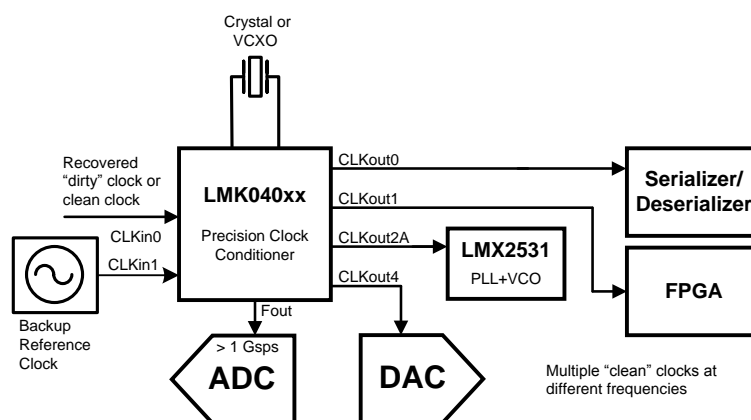 Crystal or
VCXO
Recovered
“dirty” clock or
clean clock
CLKin0
CLKin1
Backup
Reference
Clock
LMK040xx
Precision Clock
Conditioner
CLKout0
CLKout1
CLKout2A
CLKout4
Fout
> 1 Gsps
ADC
DAC
LMX2531
PLL+VCO
Serializer/
Deserializer
FPGA
Multiple “clean” clocks at
different frequencies